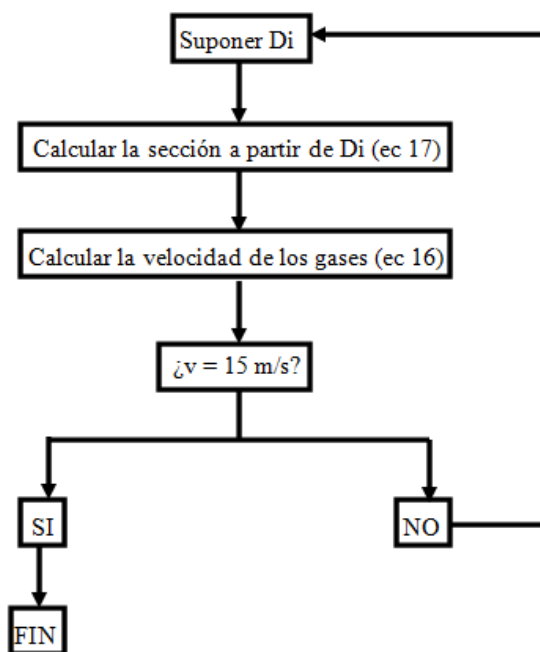 Suponer Di
Calcular la sección a partir de Di (ec 17)
Calcular la velocidad de los gases (ec 16)
¿v = 15 m/s?
SI
NO
FIN